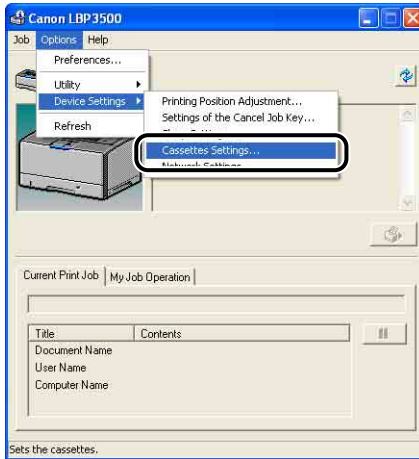 Canon LBP3500
Job Options Help
Preferences...
Utility
Device Settings
Refresh
Printing Position Adjustment...
Settings of the Cancel Job Key...
Cassettes Settings...
Network Settings
Current Print Job My Job Operation
Title Contents
Document Name
User Name
Computer Name
Sets the cassettes.